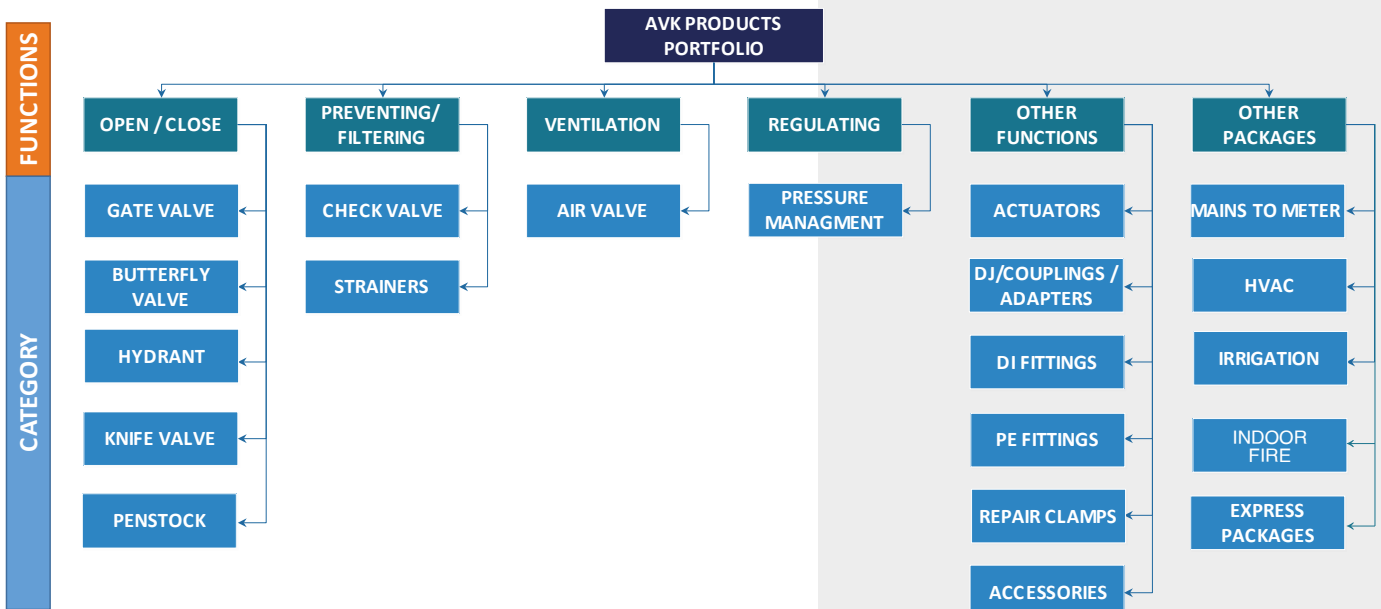 AVK PRODUCTS
PORTFOLIO
FUNCTIONS
OPEN / CLOSE
PREVENTING/
FILTERING
VENTILATION
REGULATING
OTHER
FUNCTIONS
OTHER
PACKAGES
CATEGORY
GATE VALVE
CHECK VALVE
AIR VALVE
PRESSURE
MANAGMENT
ACTUATORS
MAINS TO METER
BUTTERFLY
VALVE
STRAINERS
DJ/COUPLINGS /
ADAPTERS
HVAC
HYDRANT
DI FITTINGS
IRRIGATION
KNIFE VALVE
PE FITTINGS
INDOOR
FIRE
PENSTOCK
REPAIR CLAMPS
EXPRESS
PACKAGES
ACCESSORIES